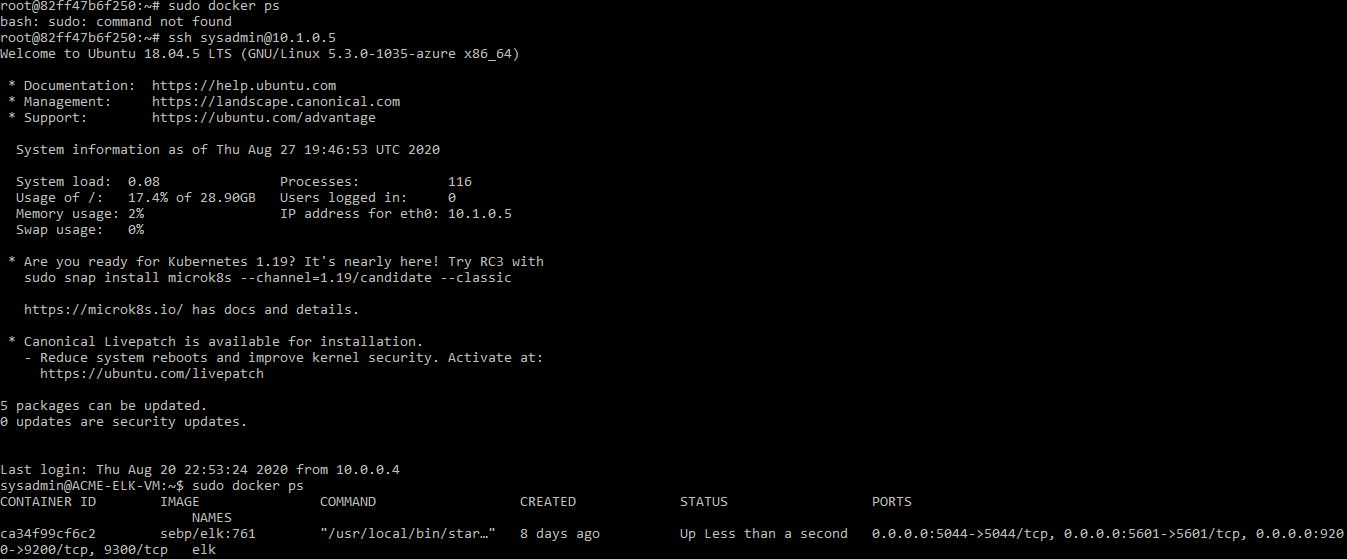 root@82ff47b6f250:~# sudo docker ps
bash: sudo: command not found
root@82ff47b6f250:~# ssh sysadmin@10.1.0.5
Welcome to Ubuntu 18.04.5 LTS (GNU/Linux 5.3.0-1035-azure x86_64)

 * Documentation:  https://help.ubuntu.com
 * Management:     https://landscape.canonical.com
 * Support:        https://ubuntu.com/advantage

  System information as of Thu Aug 27 19:46:53 UTC 2020

  System load:  0.08               Processes:           116
  Usage of /:   17.4% of 28.90GB   Users logged in:     0
  Memory usage: 2%                 IP address for eth0: 10.1.0.5
  Swap usage:   0%

 * Are you ready for Kubernetes 1.19? It's nearly here! Try RC3 with
   sudo snap install microk8s --channel=1.19/candidate --classic

   https://microk8s.io/ has docs and details.

 * Canonical Livepatch is available for installation.
   - Reduce system reboots and improve kernel security. Activate at:
     https://ubuntu.com/livepatch

5 packages can be updated.
0 updates are security updates.


Last login: Thu Aug 20 22:53:24 2020 from 10.0.0.4
sysadmin@ACME-ELK-VM:~$ sudo docker ps
CONTAINER ID        IMAGE               COMMAND                  CREATED             STATUS                  PORTS
                        NAMES
ca34f99cf6c2        sebp/elk:761        "/usr/local/bin/star…"   8 days ago          Up Less than a second   0.0.0.0:5044->5044/tcp, 0.0.0.0:5601->5601/tcp, 0.0.0.0:920
0->9200/tcp, 9300/tcp   elk